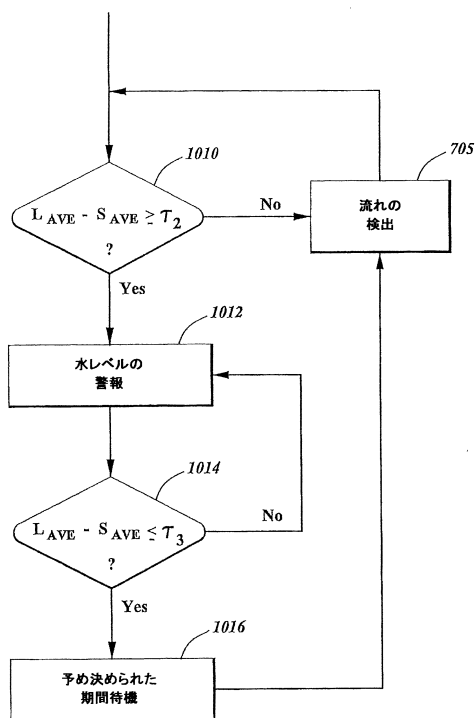 1010
L AVE - S AVE ≥ τ2
?
No
Yes
705
流れの
検出
1012
水レベルの
警報
1014
L AVE - S AVE ≤ τ3
?
No
Yes
1016
予め決められた
期間待機